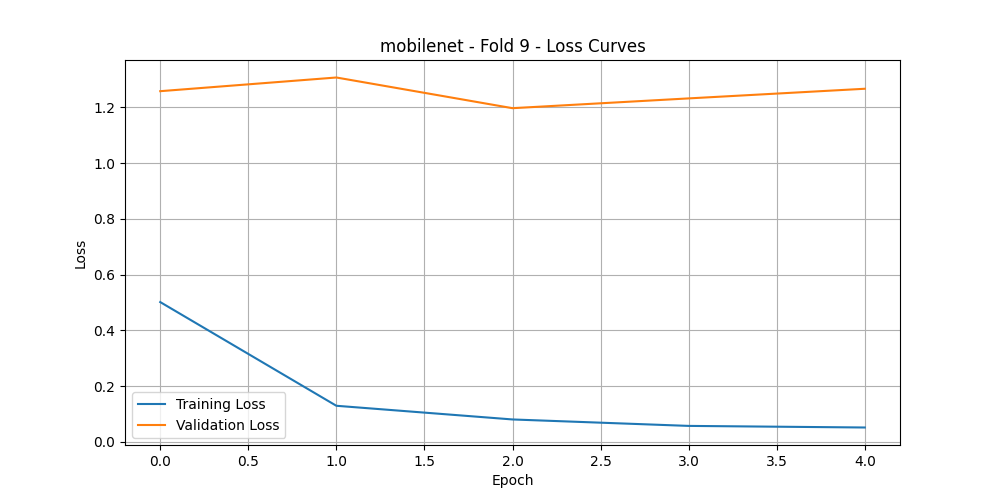 mobilenet - Fold 9 - Loss Curves
Loss
1.2
1.0
0.8
0.6
0.4
0.2
0.0
Training Loss
Validation Loss
0.0 0.5 1.0 1.5 2.0 2.5 3.0 3.5 4.0
Epoch